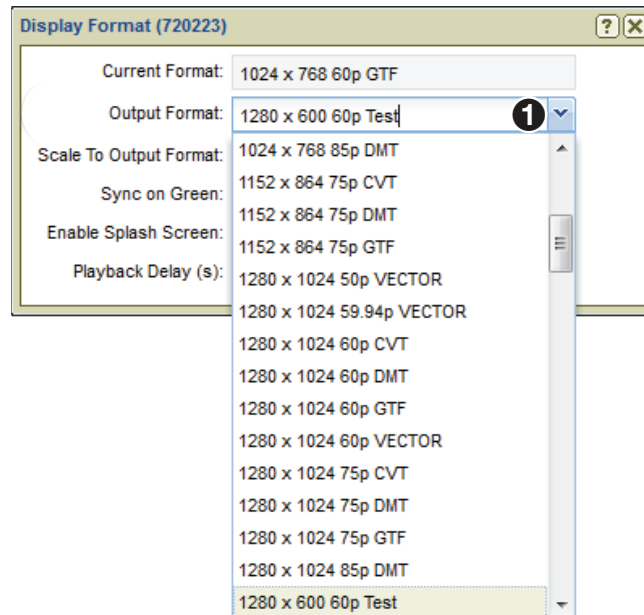 Display Format (720223) ?
Current Format: 1024 x 768 60p GTF
Output Format: 1280 x 600 60p Test 1
Scale To Output Format:
Sync on Green:
Enable Splash Screen:
Playback Delay (s):
1024 x 768 85p DMT
1152 x 864 75p CVT
1152 x 864 75p DMT
1152 x 864 75p GTF
1280 x 1024 50p VECTOR
1280 x 1024 59.94p VECTOR
1280 x 1024 60p CVT
1280 x 1024 60p DMT
1280 x 1024 60p GTF
1280 x 1024 60p VECTOR
1280 x 1024 75p CVT
1280 x 1024 75p DMT
1280 x 1024 75p GTF
1280 x 1024 85p DMT
1280 x 600 60p Test